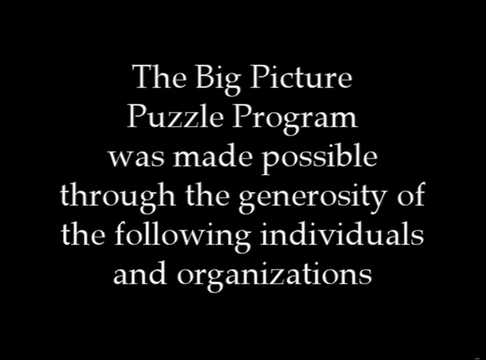 The Big Picture
Puzzle Program
was made possible
through the generosity of
the following individuals
and organizations